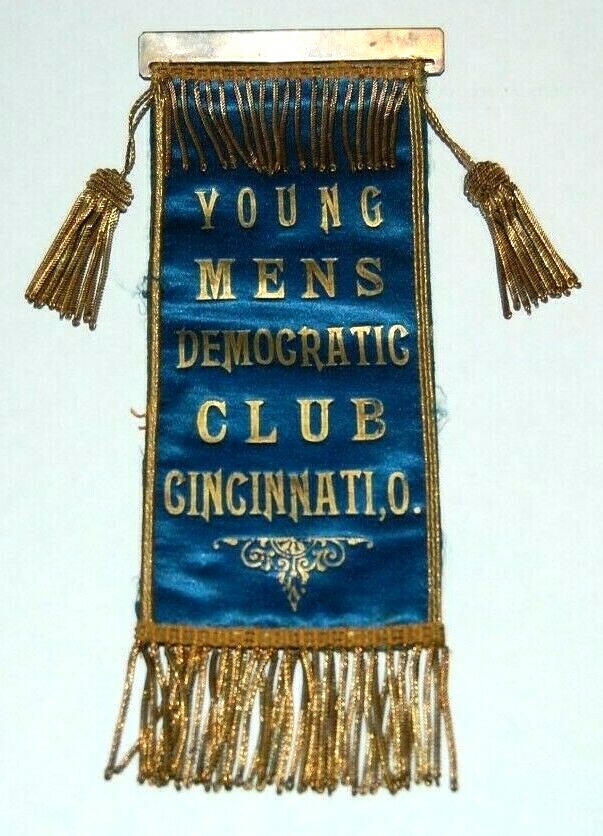 YOUNG
MENS
DEMOCRATIC
CLUB
CINCINNATI, O.